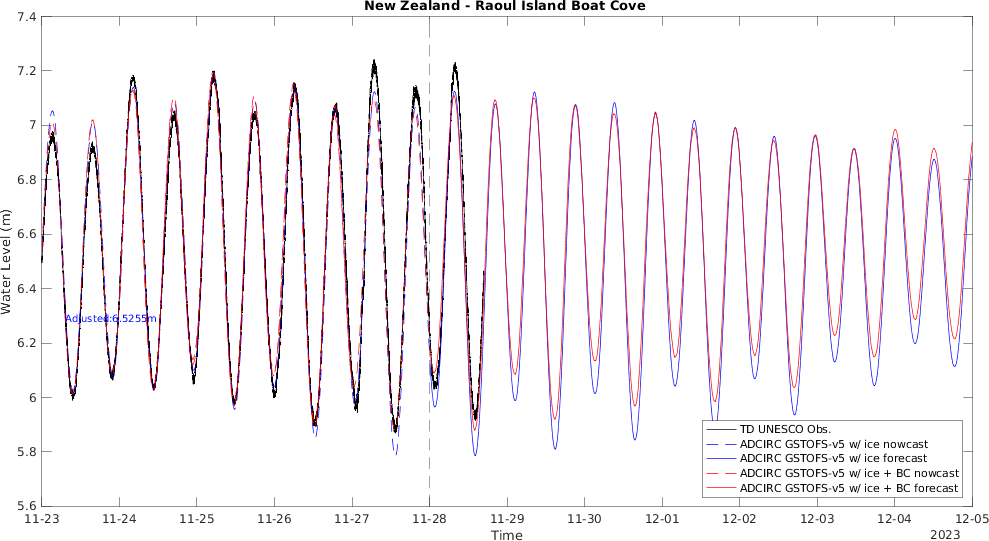 New Zealand - Raoul Island Boat Cove
7.4
7.2
7
6.8
6.6
6.4
6.2
6
5.8
5.6
Water Level (m)
Adjusted:6.5255m
TD UNESCO Obs.
ADCIRC GSTOFS-v5 w/ ice nowcast
ADCIRC GSTOFS-v5 w/ ice forecast
ADCIRC GSTOFS-v5 w/ ice + BC nowcast
ADCIRC GSTOFS-v5 w/ ice + BC forecast
11-23 11-24 11-25 11-26 11-27 11-28 11-29 11-30 12-01 12-02 12-03 12-04 12-05
Time
2023